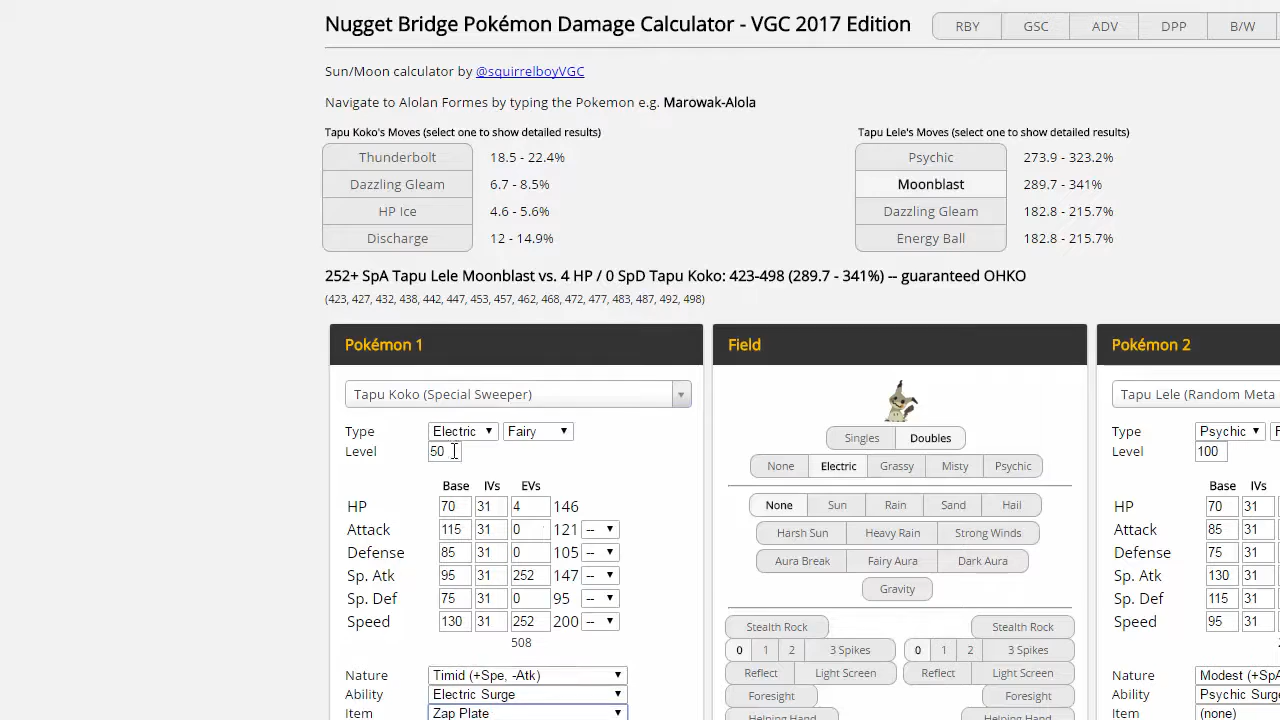 Nugget Bridge Pokémon Damage Calculator - VGC 2017 Edition RBY GSC ADV DPP B/W
Sun/Moon calculator by @squirrelboyVGC
Navigate to Alolan Formes by typing the Pokemon e.g. Marowak-Alola
Tapu Koko's Moves (select one to show detailed results) Tapu Lele's Moves (select one to show detailed results)
Thunderbolt 18.5 - 22.4% Psychic 273.9 - 323.2%
Dazzling Gleam 6.7 - 8.5% Moonblast 289.7 - 341%
HP Ice 4.6 - 5.6% Dazzling Gleam 182.8 - 215.7%
Discharge 12 - 14.9% Energy Ball 182.8 - 215.7%
252+ SpA Tapu Lele Moonblast vs. 4 HP / 0 SpD Tapu Koko: 423-498 (289.7 - 341%) -- guaranteed OHKO
(423, 427, 432, 438, 442, 447, 453, 457, 462, 468, 472, 477, 483, 487, 492, 498)
Pokémon 1
Tapu Koko (Special Sweeper)
Type Electric Fairy
Level 50
Base IVs EVs
HP 70 31 4 146
Attack 115 31 0 121 --
Defense 85 31 0 105 --
Sp. Atk 95 31 252 147 --
Sp. Def 75 31 0 95 --
Speed 130 31 252 200 --
508
Nature Timid (+Spe, -Atk)
Ability Electric Surge
Item Zap Plate
Field
Singles Doubles
None Electric Grassy Misty Psychic
None Sun Rain Sand Hail
Harsh Sun Heavy Rain Strong Winds
Aura Break Fairy Aura Dark Aura
Gravity
Stealth Rock Stealth Rock
0 1 2 3 Spikes 0 1 2 3 Spikes
Reflect Light Screen Reflect Light Screen
Foresight Foresight
Helping Hand Helping Hand
Pokémon 2
Tapu Lele (Random Meta
Type Psychic
Level 100
Base IVs
HP 70 31
Attack 85 31
Defense 75 31
Sp. Atk 130 31
Sp. Def 115 31
Speed 95 31
Nature Modest (+SpA
Ability Psychic Surge
Item (none)